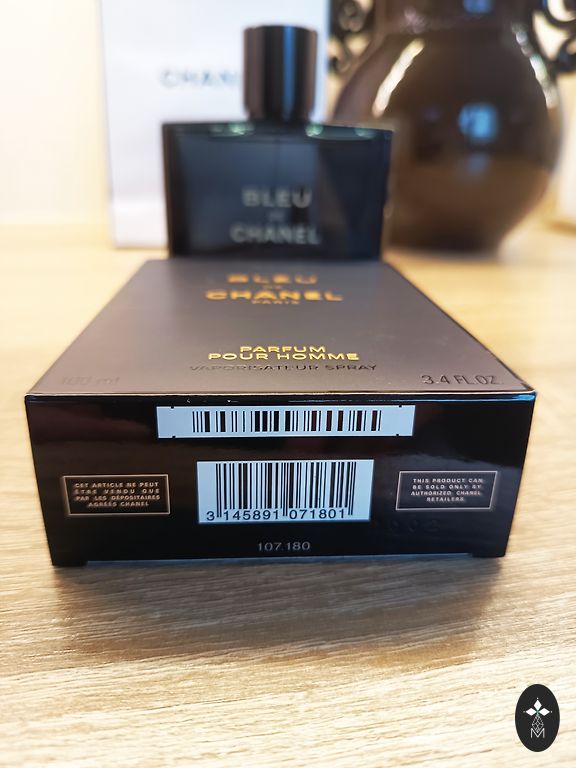 CHANEL
BLEU
DE
CHANEL
BLEU
DE
CHANEL
PARIS
PARFUM
POUR HOMME
VAPORISATEUR SPRAY
100 ml
3.4 FL.OZ.
CET ARTICLE NE PEUT
ÊTRE VENDU QUE
PAR LES DÉPOSITAIRES
AGRÉÉS CHANEL
3 145891 071801
THIS PRODUCT CAN
BE SOLD ONLY BY
AUTHORIZED CHANEL
RETAILERS
107.180
M